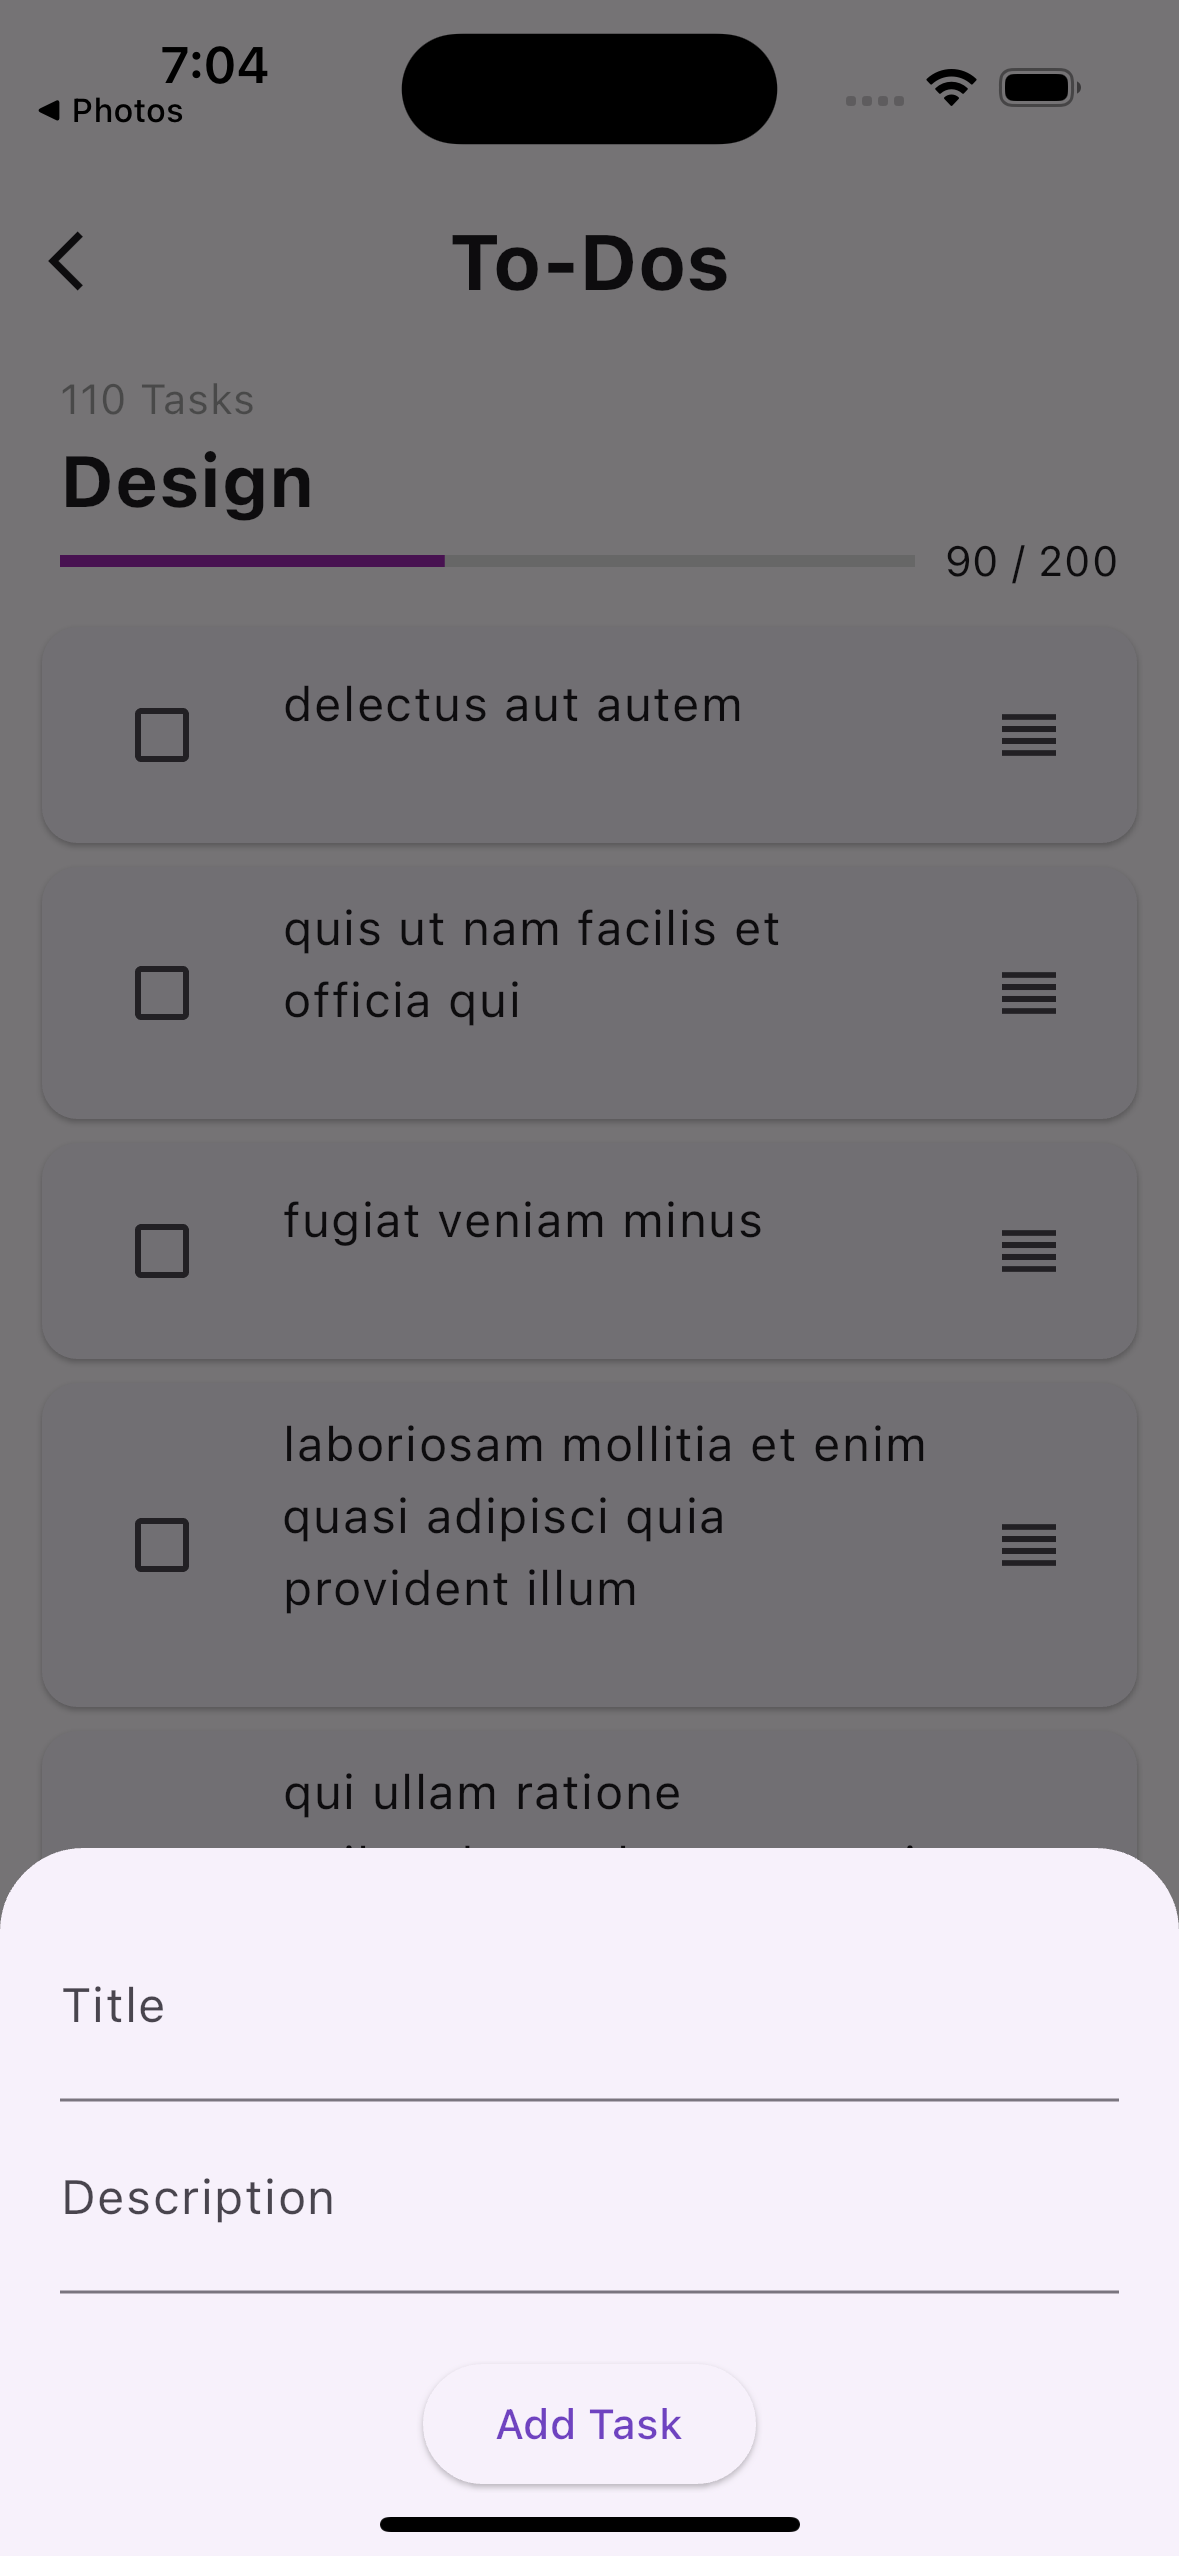 7:04
Photos
To-Dos
110 Tasks
Design
90 / 200
delectus aut autem
quis ut nam facilis et
officia qui
fugiat veniam minus
laboriosam mollitia et enim
quasi adipisci quia
provident illum
qui ullam ratione
Title
Description
Add Task